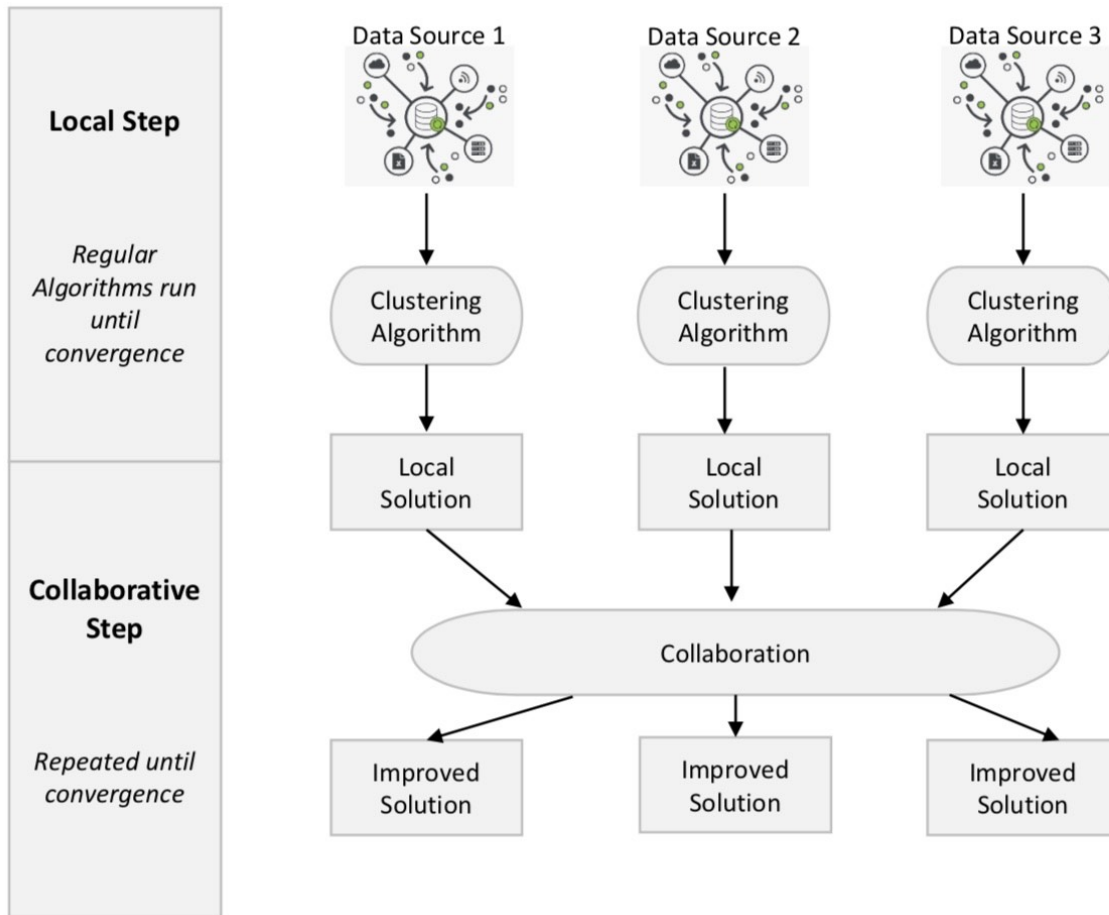 Data Source 1
Data Source 2
Data Source 3
Local Step
Regular
Algorithms run
until
convergence
Clustering
Algorithm
Clustering
Algorithm
Clustering
Algorithm
Local
Solution
Local
Solution
Local
Solution
Collaborative
Step
Repeated until
convergence
Collaboration
Improved
Solution
Improved
Solution
Improved
Solution